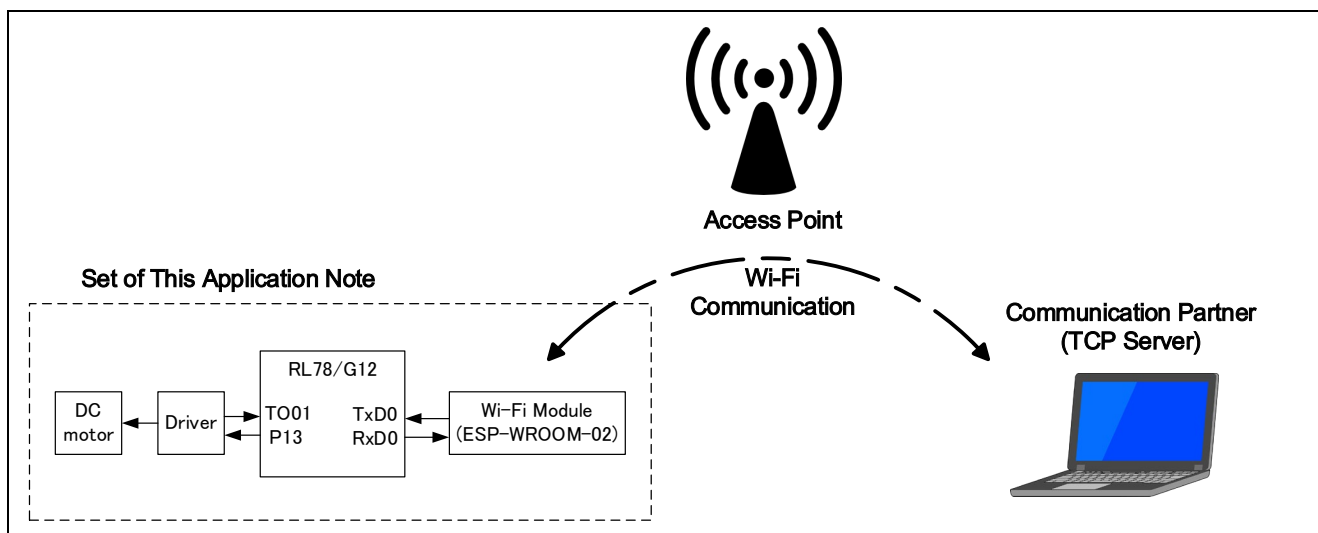 Access Point
Set of This Application Note
Wi-Fi
Communication
Communication Partner
(TCP Server)
RL78/G12
DC
motor
Driver
TO01
P13
TxD0
RxD0
Wi-Fi Module
(ESP-WROOM-02)